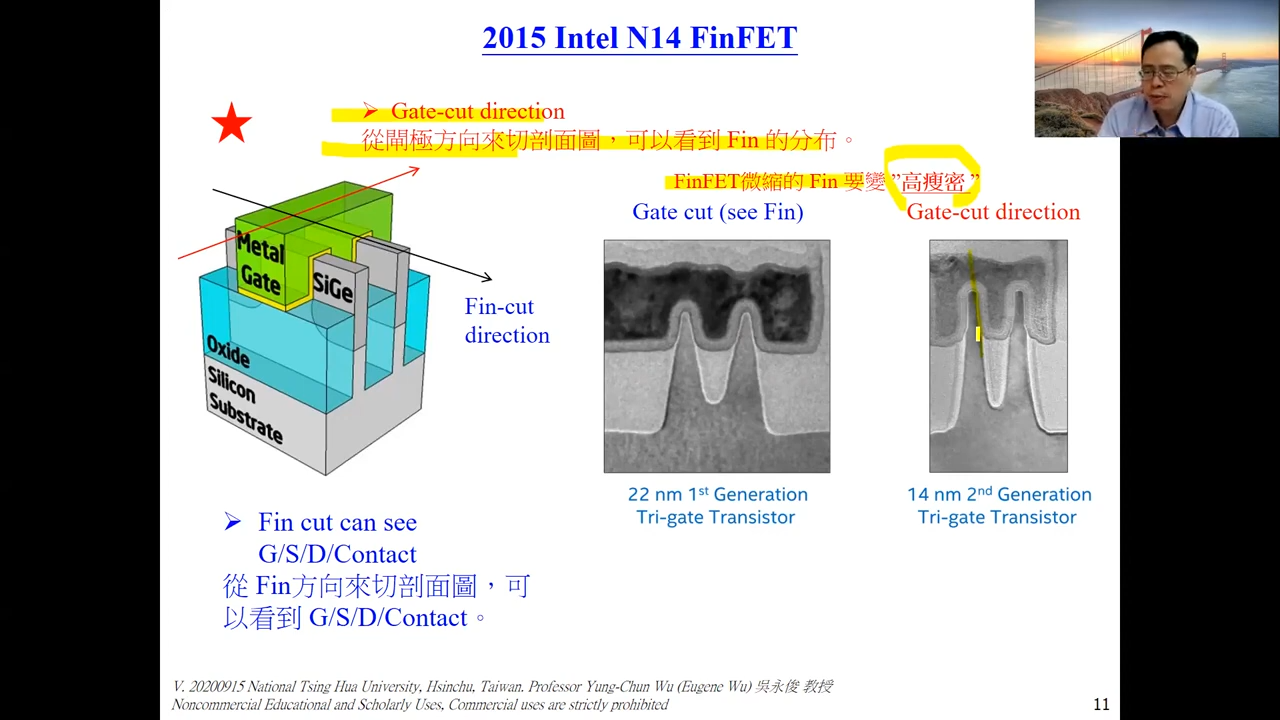 2015 Intel N14 FinFET
➢ Gate-cut direction
從閘極方向來切剖面圖，可以看到 Fin 的分布。
FinFET微縮的 Fin 要變 ”高瘦密 ”
Gate cut (see Fin)
Gate-cut direction
Metal
Gate
SiGe
Oxide
Silicon
Substrate
Fin-cut
direction
22 nm 1st Generation
Tri-gate Transistor
14 nm 2nd Generation
Tri-gate Transistor
➢ Fin cut can see
G/S/D/Contact
從 Fin方向來切剖面圖，可
以看到 G/S/D/Contact。
V. 20200915 National Tsing Hua University, Hsinchu, Taiwan. Professor Yung-Chun Wu (Eugene Wu) 吳永俊 教授
Noncommercial Educational and Scholarly Uses, Commercial uses are strictly prohibited
11